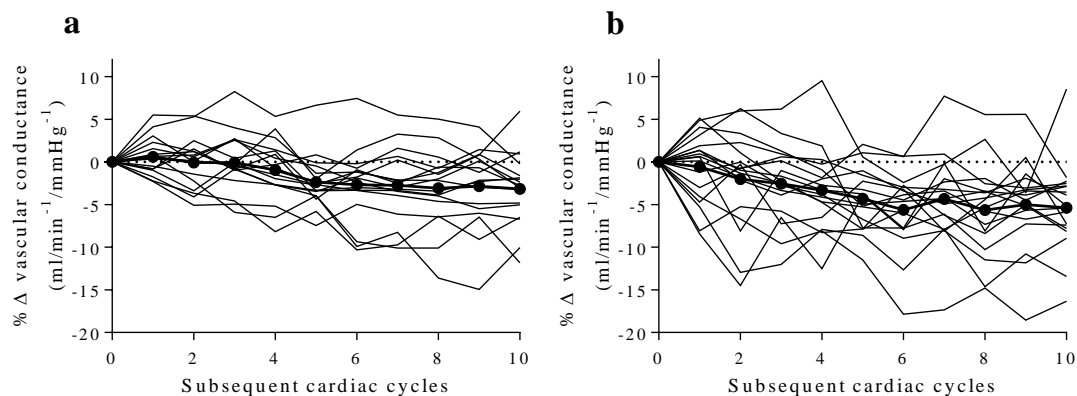 a
% Δ vascular conductance
(ml/min⁻¹/mmHg⁻¹)
10
5
0
-5
-10
-15
-20
0 2 4 6 8 10
Subsequent cardiac cycles
b
% Δ vascular conductance
(ml/min⁻¹/mmHg⁻¹)
10
5
0
-5
-10
-15
-20
0 2 4 6 8 10
Subsequent cardiac cycles